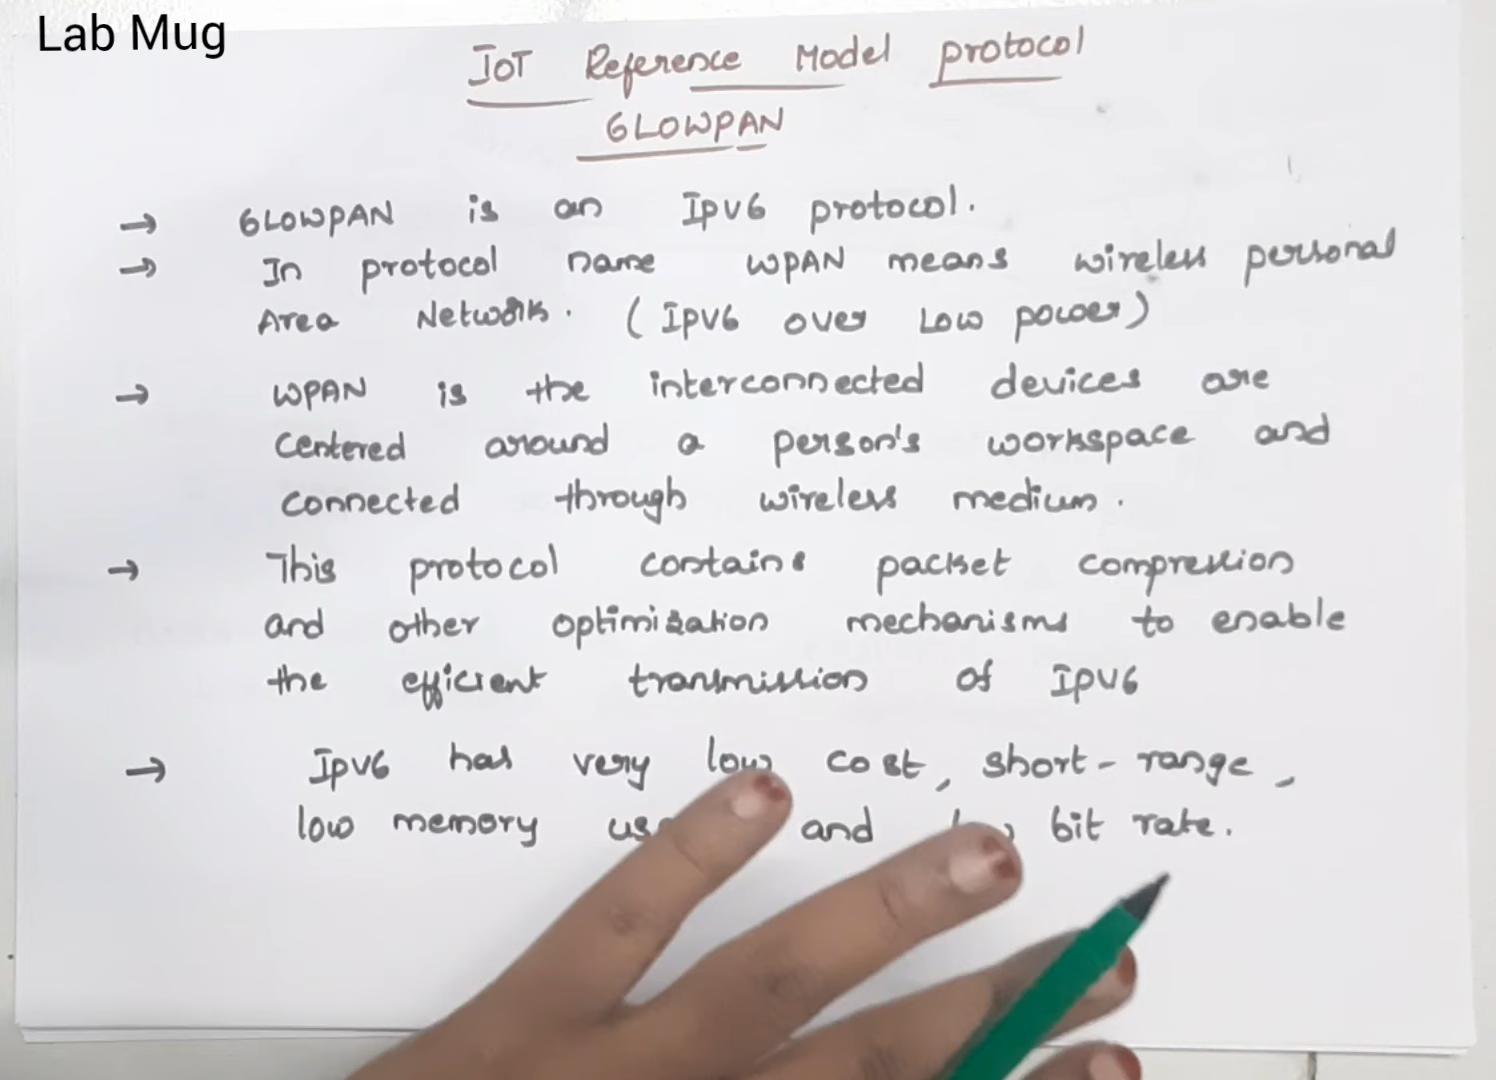 Lab Mug
IoT Reference Model protocol
6LOWPAN
→ 6LOWPAN is an IPV6 protocol.
→ In protocol name WPAN means wireless personal
Area Network. (IPV6 over Low power)
→ WPAN is the interconnected devices are
centered around a person's workspace and
connected through wireless medium.
→ This protocol contains packet compression
and other optimization mechanisms to enable
the efficient transmission of IPV6
→ IPV6 has very low cost, short-range,
low memory and bit rate.